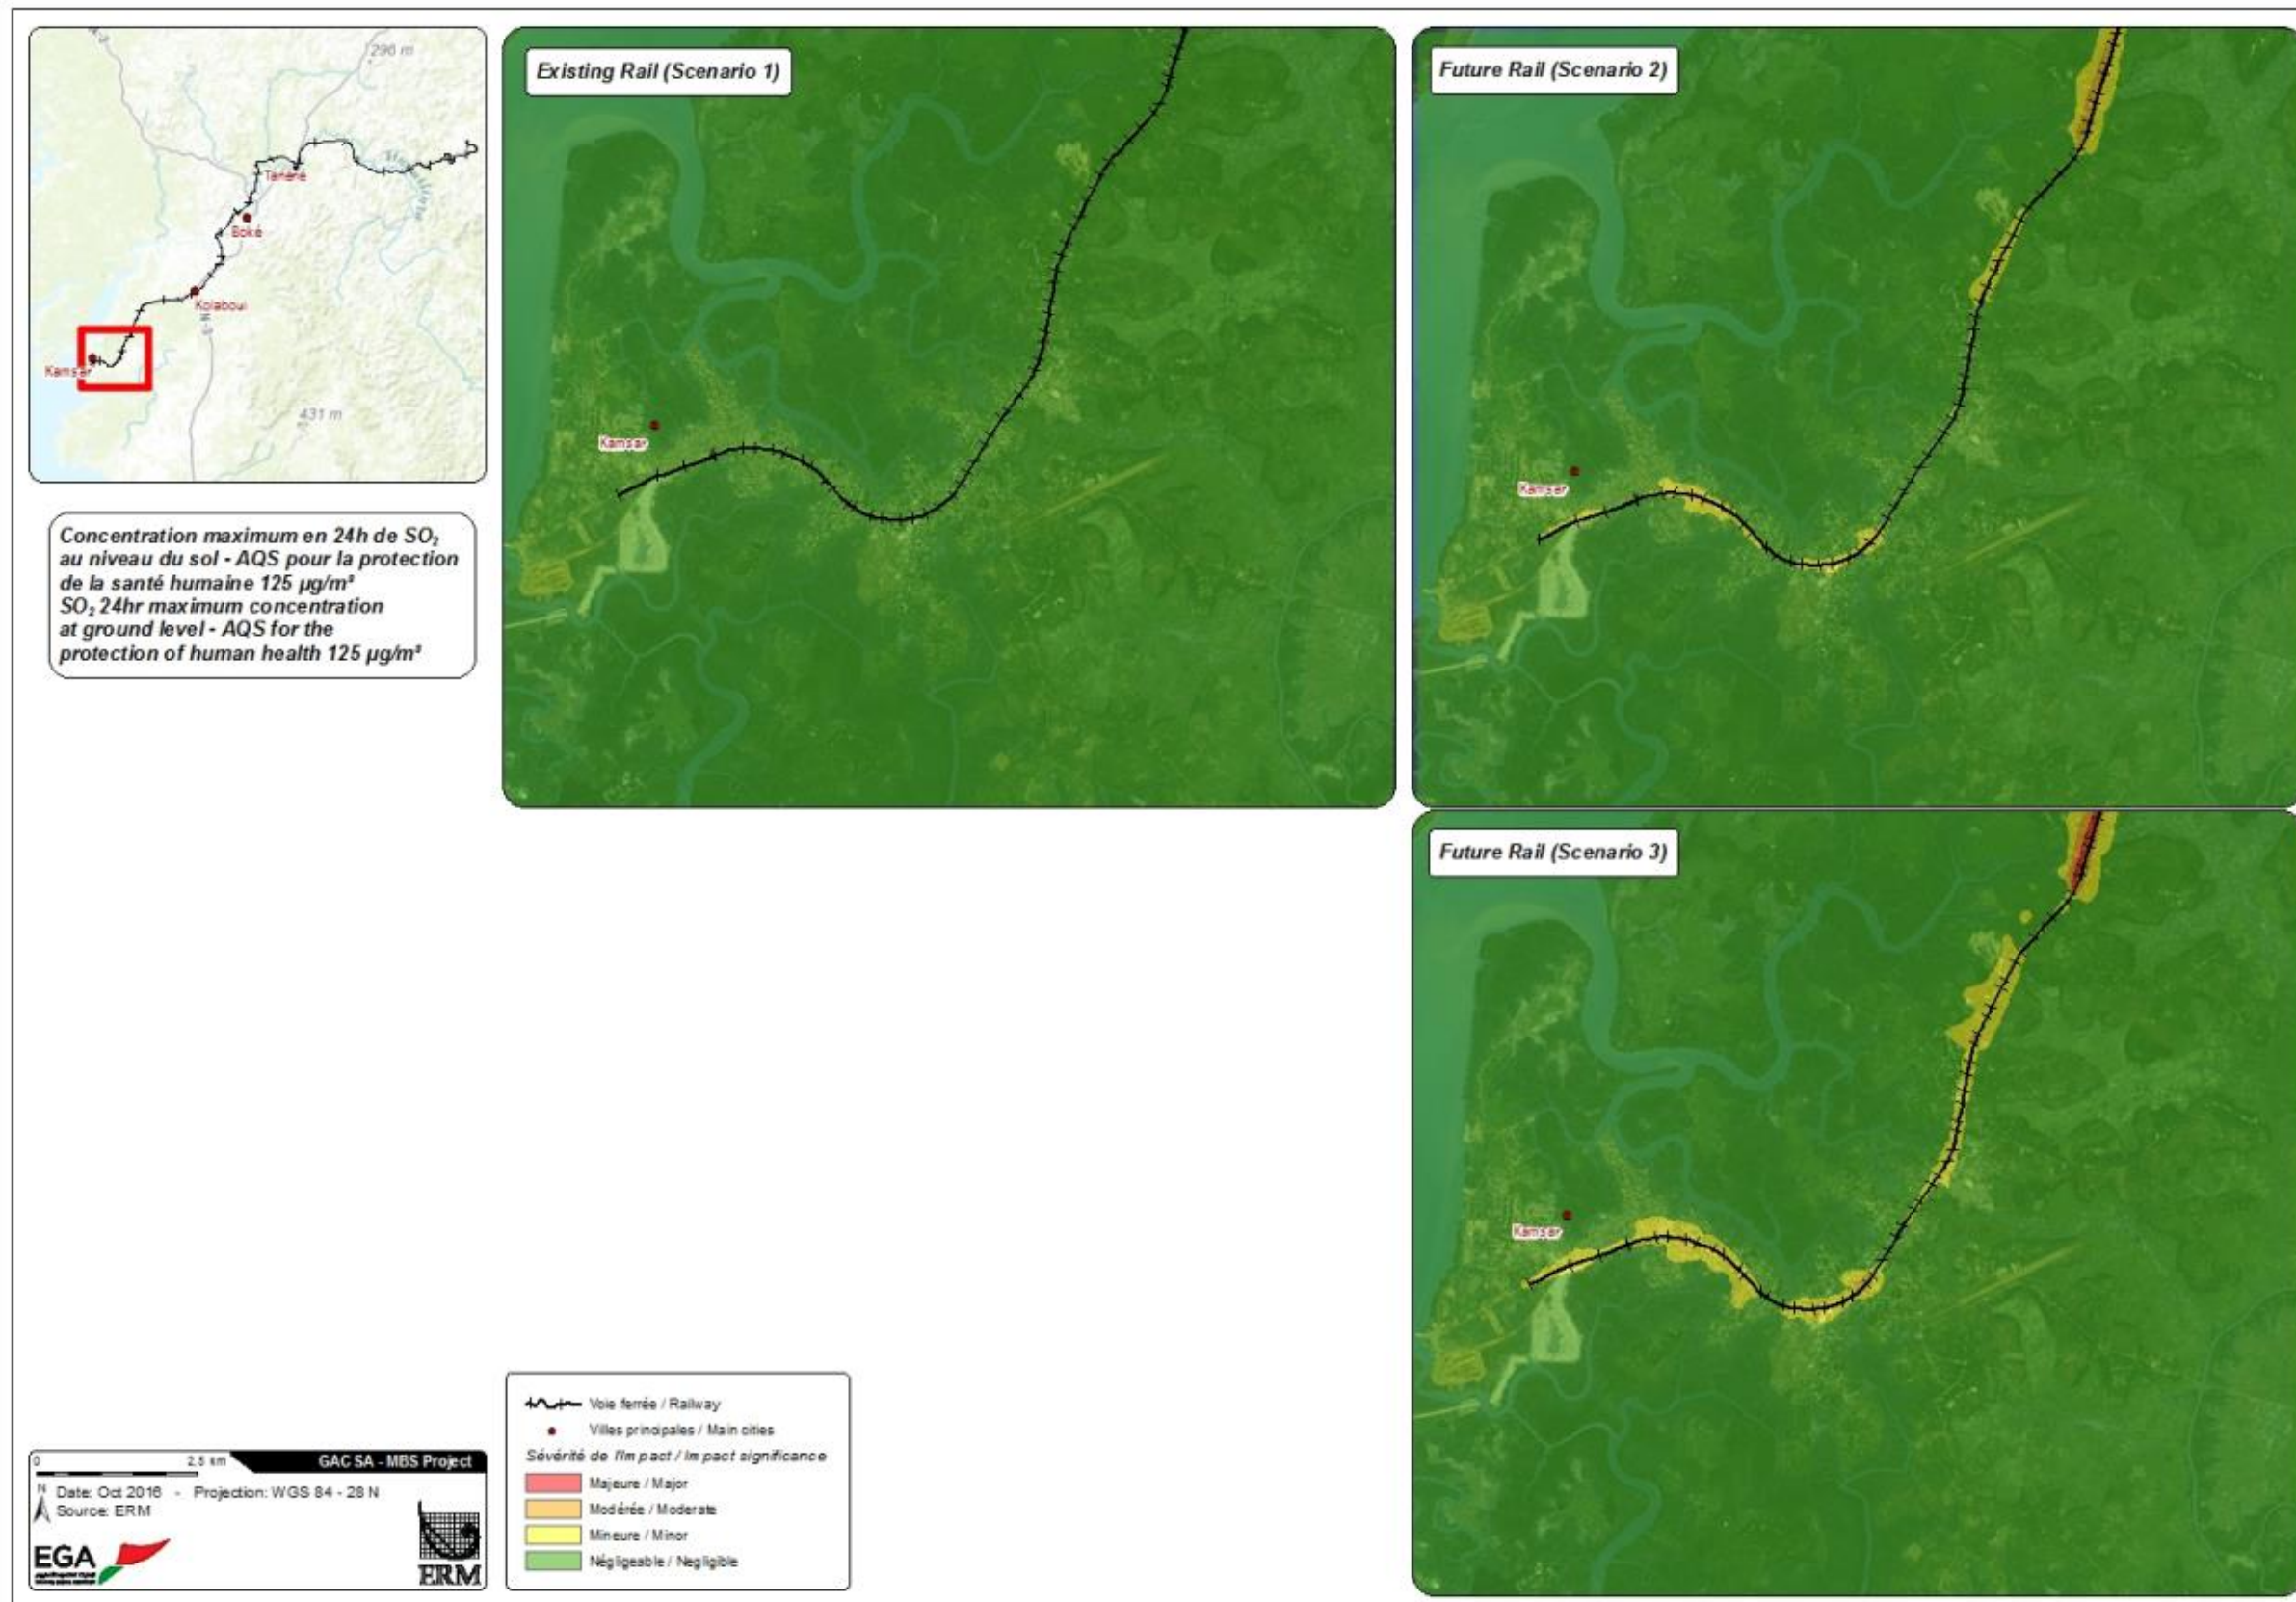 296 m
Tanéné
Boké
Kolaboui
N-3
Kamsar
431 m
Concentration maximum en 24h de SO₂
au niveau du sol - AQS pour la protection
de la santé humaine 125 µg/m³
SO₂ 24hr maximum concentration
at ground level - AQS for the
protection of human health 125 µg/m³
Existing Rail (Scenario 1)
Kamsar
Future Rail (Scenario 2)
Kamsar
Future Rail (Scenario 3)
Kamsar
0 2,5 km GAC SA - MBS Project
N Date: Oct 2016 - Projection: WGS 84 - 28 N
Source: ERM
EGA
ERM
Voie ferrée / Railway
Villes principales / Main cities
Sévérité de l'Impact / Impact significance
Majeure / Major
Modérée / Moderate
Mineure / Minor
Négligeable / Negligible